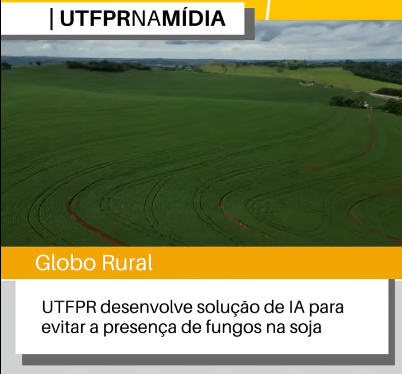 | UTFPRNAMÍDIA
Globo Rural
UTFPR desenvolve solução de IA para
evitar a presença de fungos na soja